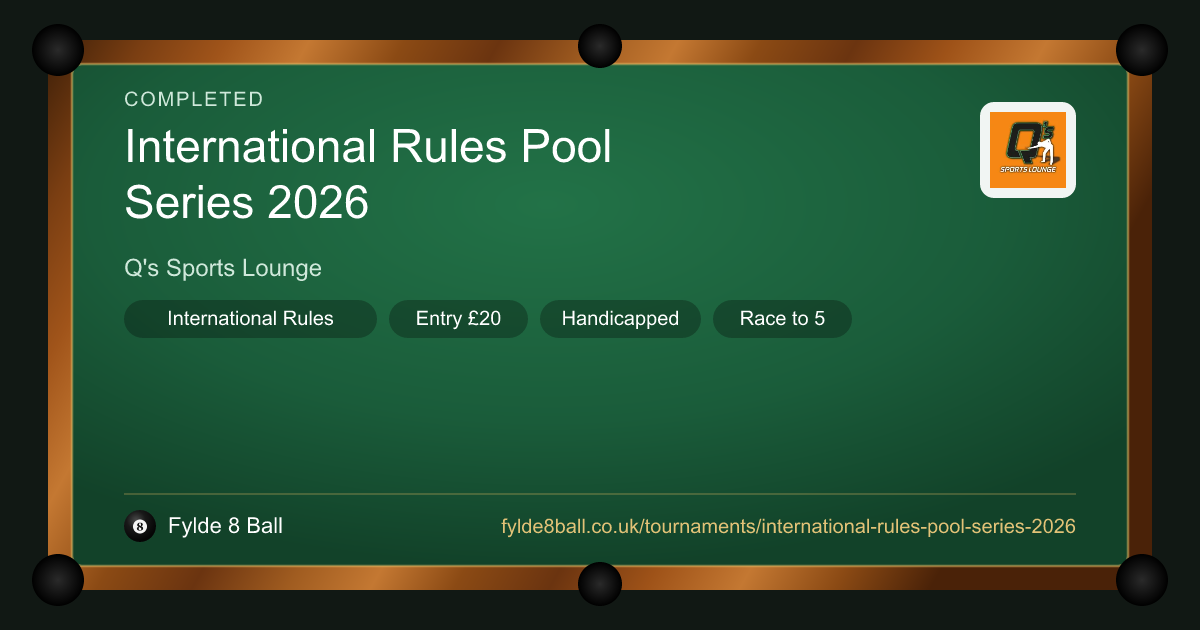 COMPLETED
International Rules Pool
Series 2026
Q's
SPORTS LOUNGE
Q's Sports Lounge
International Rules
Entry £20
Handicapped
Race to 5
8
Fylde 8 Ball
fylde8ball.co.uk/tournaments/international-rules-pool-series-2026